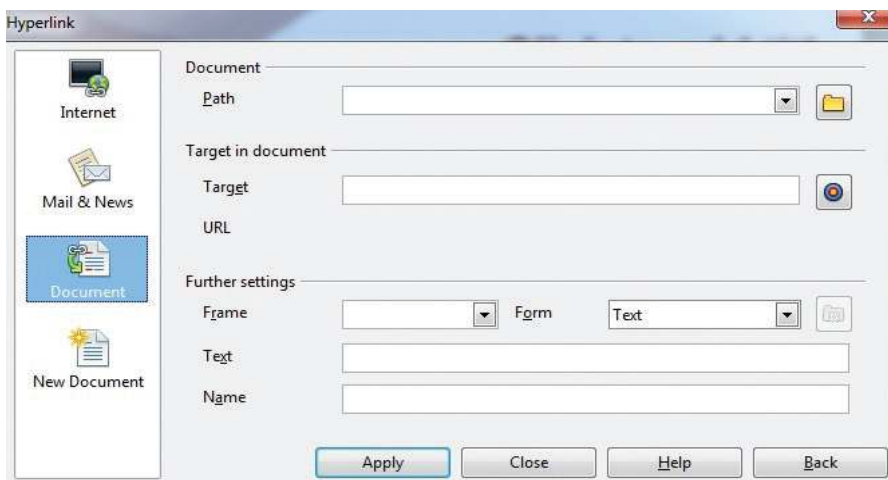 Hyperlink
Internet
Mail & News
Document
New Document
Document
Path
Target in document
Target
URL
Further settings
Frame Form Text
Text
Name
Apply Close Help Back